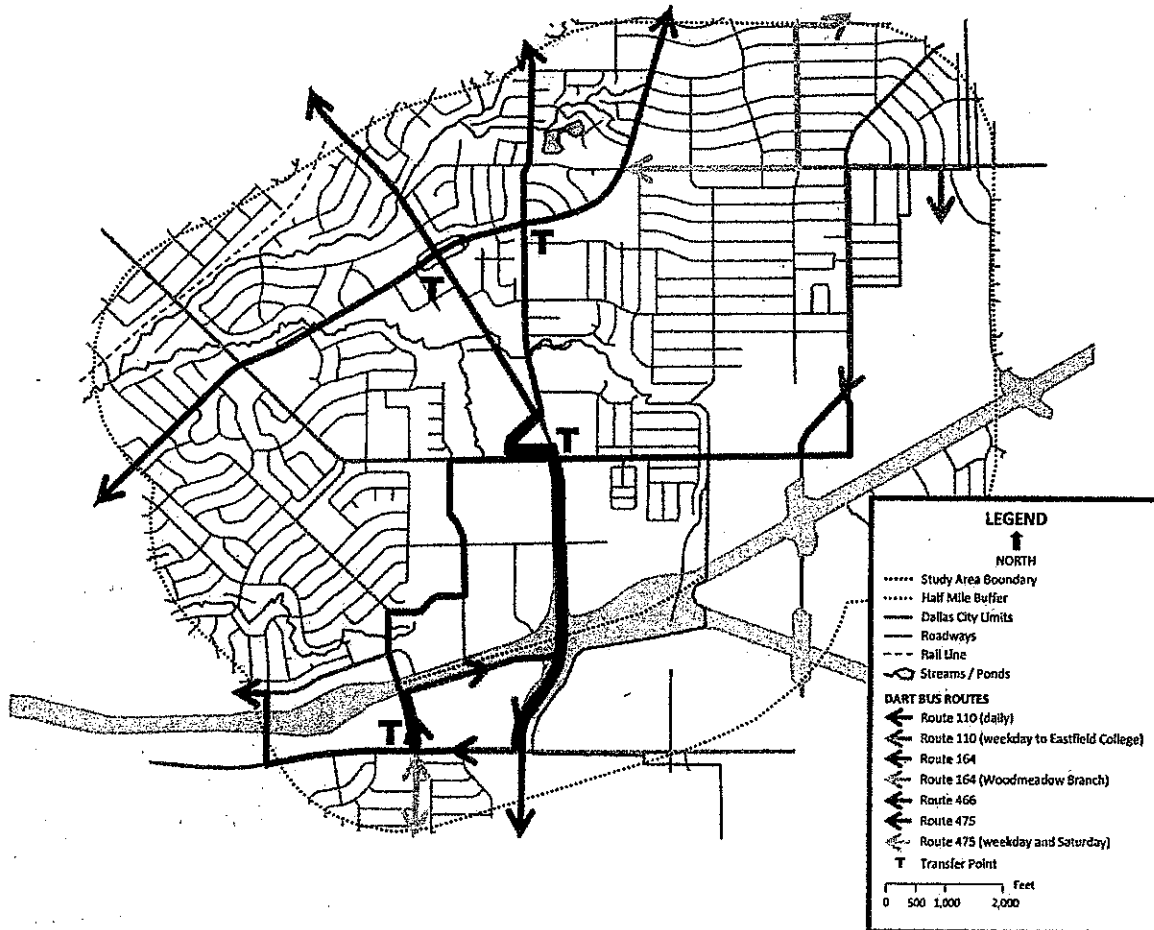 T
T
T
T
LEGEND
NORTH
Study Area Boundary
Half Mile Buffer
Dallas City Limits
Roadways
Rail Line
Streams / Ponds
DART BUS ROUTES
Route 110 (daily)
Route 110 (weekday to Eastfield College)
Route 164
Route 164 (Woodmeadow Branch)
Route 466
Route 475
Route 475 (weekday and Saturday)
T Transfer Point
Feet
0 500 1,000 2,000